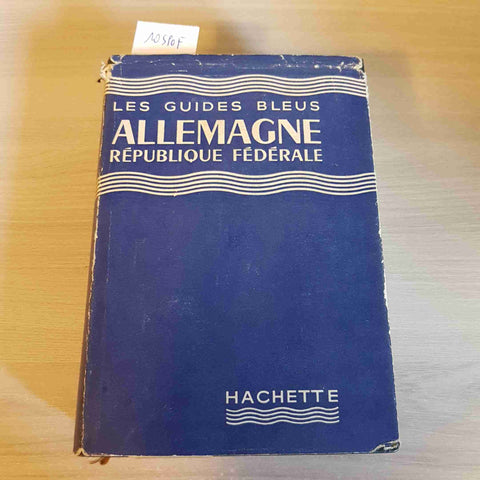 LES GUIDES BLEUS
ALLEMAGNE
RÉPUBLIQUE FÉDÉRALE
HACHETTE